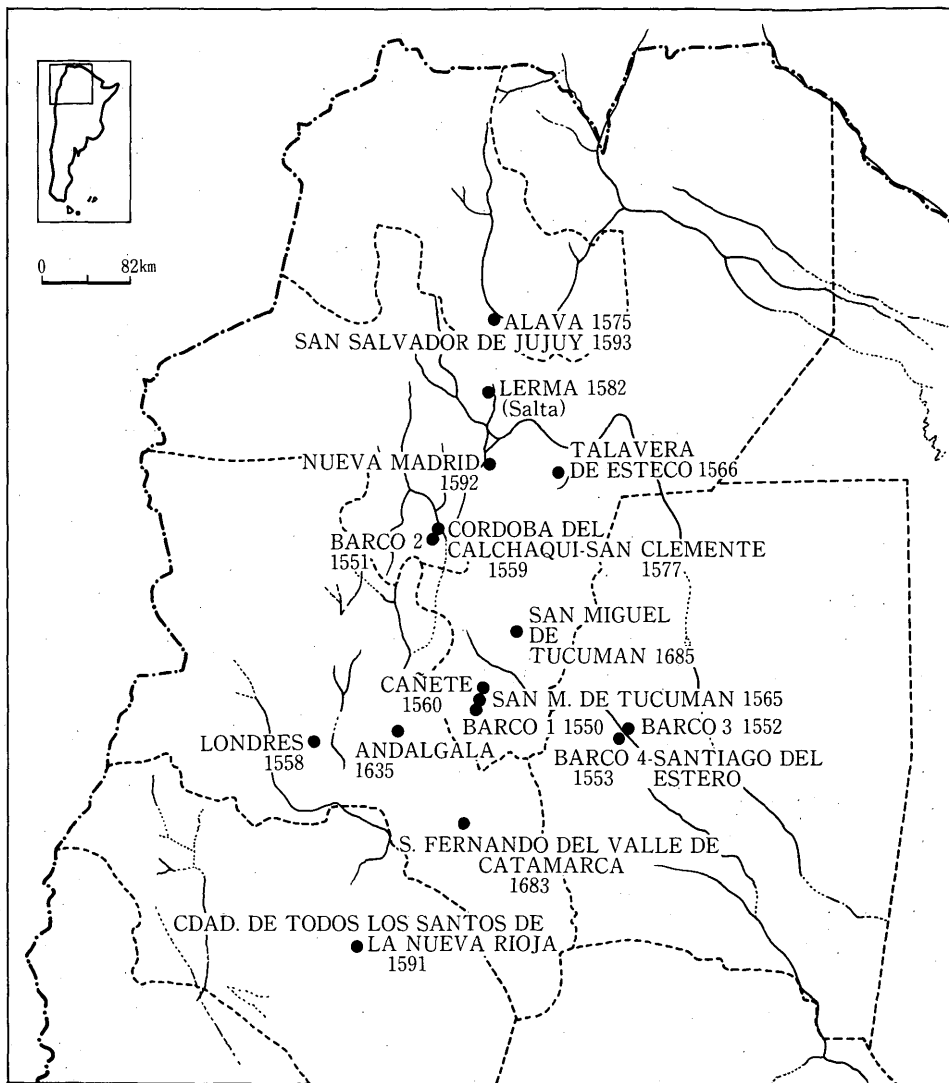 0 82km
ALAVA 1575
SAN SALVADOR DE JUJUY 1593
LERMA 1582
(Salta)
NUEVA MADRID
1592
TALAVERA
DE ESTECO 1566
BARCO 2
1551
CORDOBA DEL
CALCHAQUI-SAN CLEMENTE
1559 1577
SAN MIGUEL
DE
TUCUMAN 1685
CAÑETE
1560
SAN M. DE TUCUMAN 1565
BARCO 1 1550
BARCO 3 1552
BARCO 4-SANTIAGO DEL
1553 ESTERO
LONDRES
1558
ANDALGALA
1635
S. FERNANDO DEL VALLE DE
CATAMARCA
1683
CDAD. DE TODOS LOS SANTOS DE
LA NUEVA RIOJA
1591